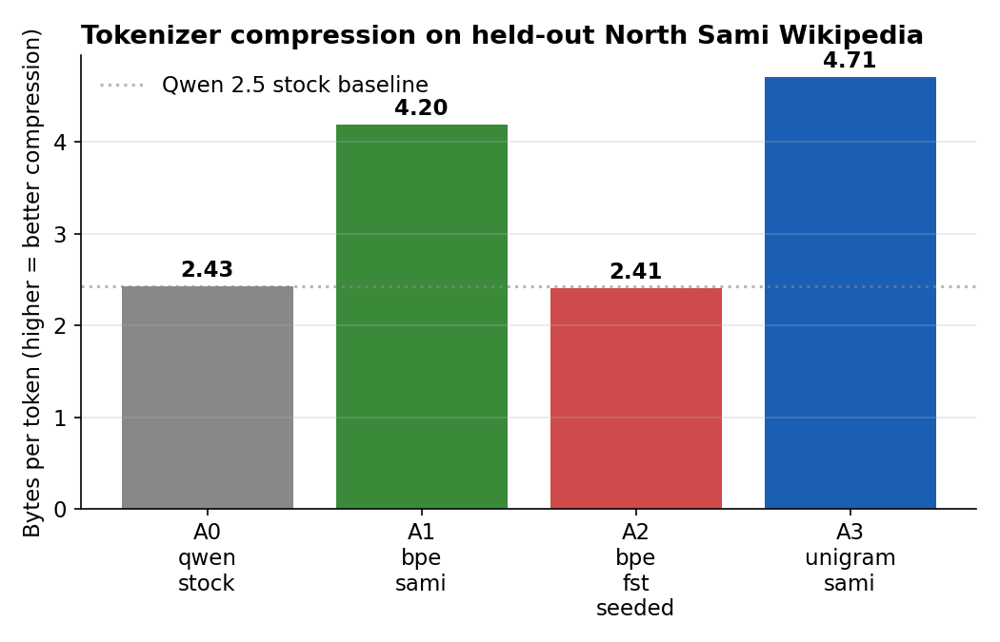 Tokenizer compression on held-out North Sami Wikipedia
Bytes per token (higher = better compression)
Qwen 2.5 stock baseline
4
3
2
1
0
2.43
4.20
2.41
4.71
A0
qwen
stock
A1
bpe
sami
A2
bpe
fst
seeded
A3
unigram
sami